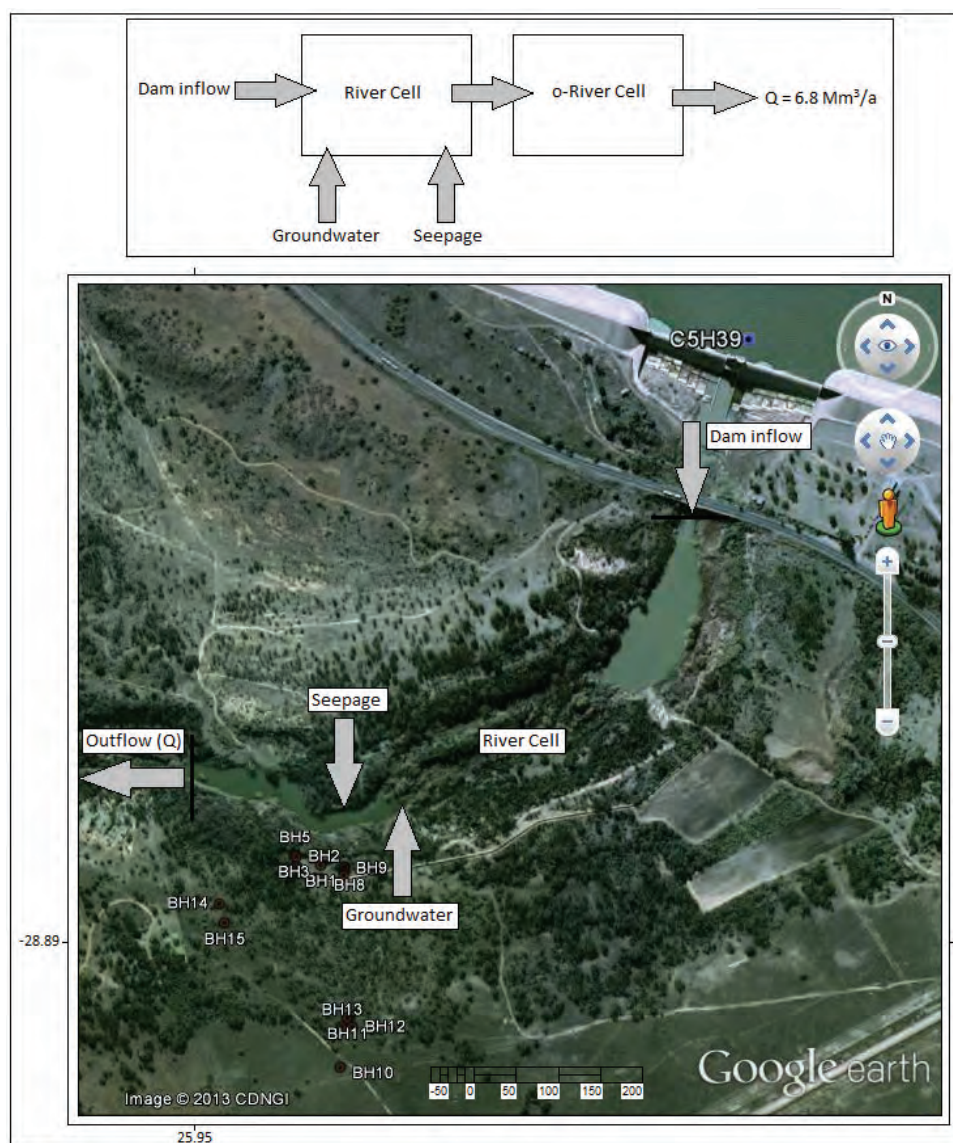 Dam inflow
River Cell
o-River Cell
Q = 6.8 Mm³/a
Groundwater
Seepage
N
C5H39
Dam inflow
Seepage
Outflow (Q)
River Cell
BH5
BH2
BH9
BH3
BH1
BH8
BH14
Groundwater
BH15
-28.89
BH13
BH12
BH11
BH10
-50 0 50 100 150 200
Google earth
Image © 2013 CDNGI
25.95